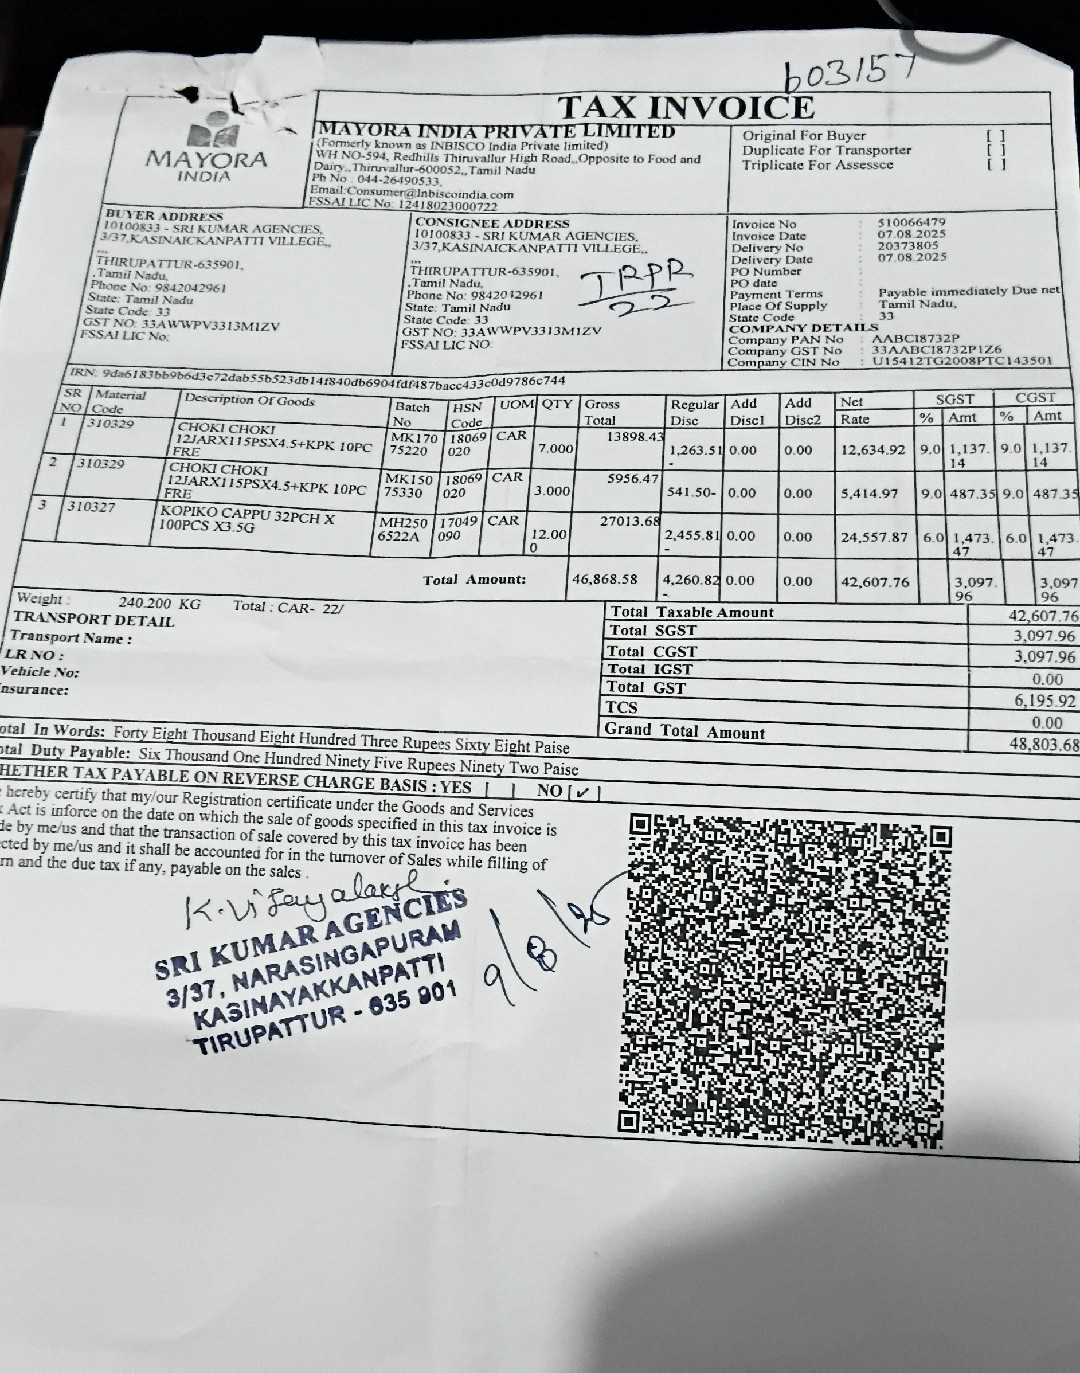 b03157
TAX INVOICE
MAYORA
INDIA
MAYORA INDIA PRIVATE LIMITED
(Formerly known as INBISCO India Private limited)
WH NO-594, Redhills Thiruvallur High Road,,Opposite to Food and
Dairy,,Thiruvallur-600052,,Tamil Nadu
Ph No : 044-26490533,
Email:Consumer@Inbiscoindia.com
FSSAI LIC No: 12418023000722
Original For Buyer [ ]
Duplicate For Transporter [ ]
Triplicate For Assessee [ ]
BUYER ADDRESS
10100833 - SRI KUMAR AGENCIES,
3/37,KASINAICKANPATTI VILLEGE,,
,,,
THIRUPATTUR-635901,
,Tamil Nadu,
Phone No: 9842042961
State: Tamil Nadu
State Code: 33
GST NO: 33AWWPV3313M1ZV
FSSAI LIC No:
CONSIGNEE ADDRESS
10100833 - SRI KUMAR AGENCIES,
3/37,KASINAICKANPATTI VILLEGE,,
,,,
THIRUPATTUR-635901,
,Tamil Nadu,
Phone No: 9842042961
State: Tamil Nadu
State Code: 33
GST NO: 33AWWPV3313M1ZV
FSSAI LIC NO:
TRPR
22
Invoice No : 510066479
Invoice Date : 07.08.2025
Delivery No : 20373805
Delivery Date : 07.08.2025
PO Number :
PO date :
Payment Terms : Payable immediately Due net
Place Of Supply : Tamil Nadu,
State Code : 33
COMPANY DETAILS
Company PAN No : AABCI8732P
Company GST No : 33AABCI8732P1Z6
Company CIN No : U15412TG2008PTC143501
IRN: 9da6183bb9b6d3c72dab55b523db14f840db6904fdf487bacc433c0d9786c744
SR NO Material Code Description Of Goods Batch No HSN Code UOM QTY Gross Total Regular Disc Add Disc1 Add Disc2 Net Rate SGST % Amt CGST % Amt
1 310329 CHOKI CHOKI 12JARX115PSX4.5+KPK 10PC FRE MK170 75220 18069 020 CAR 7.000 13898.43 1,263.51 - 0.00 0.00 12,634.92 9.0 1,137. 14 9.0 1,137. 14
2 310329 CHOKI CHOKI 12JARX115PSX4.5+KPK 10PC FRE MK150 75330 18069 020 CAR 3.000 5956.47 541.50- 0.00 0.00 5,414.97 9.0 487.35 9.0 487.35
3 310327 KOPIKO CAPPU 32PCH X 100PCS X3.5G MH250 6522A 17049 090 CAR 12.00 0 27013.68 2,455.81 - 0.00 0.00 24,557.87 6.0 1,473. 47 6.0 1,473. 47
Total Amount: 46,868.58 4,260.82 - 0.00 0.00 42,607.76 3,097. 96 3,097 96
Weight : 240.200 KG Total : CAR- 22/
TRANSPORT DETAIL
Transport Name :
LR NO :
Vehicle No:
nsurance:
Total Taxable Amount 42,607.76
Total SGST 3,097.96
Total CGST 3,097.96
Total IGST 0.00
Total GST 6,195.92
TCS 0.00
Grand Total Amount 48,803.68
otal In Words: Forty Eight Thousand Eight Hundred Three Rupees Sixty Eight Paise
otal Duty Payable: Six Thousand One Hundred Ninety Five Rupees Ninety Two Paise
HETHER TAX PAYABLE ON REVERSE CHARGE BASIS : YES [ ] NO [✓]
hereby certify that my/our Registration certificate under the Goods and Services
Act is inforce on the date on which the sale of goods specified in this tax invoice is
de by me/us and that the transaction of sale covered by this tax invoice has been
cted by me/us and it shall be accounted for in the turnover of Sales while filling of
rn and the due tax if any, payable on the sales .
K. Vijayalakshmi
SRI KUMAR AGENCIES
3/37, NARASINGAPURAM
KASINAYAKKANPATTI
TIRUPATTUR - 635 901
9/8/25